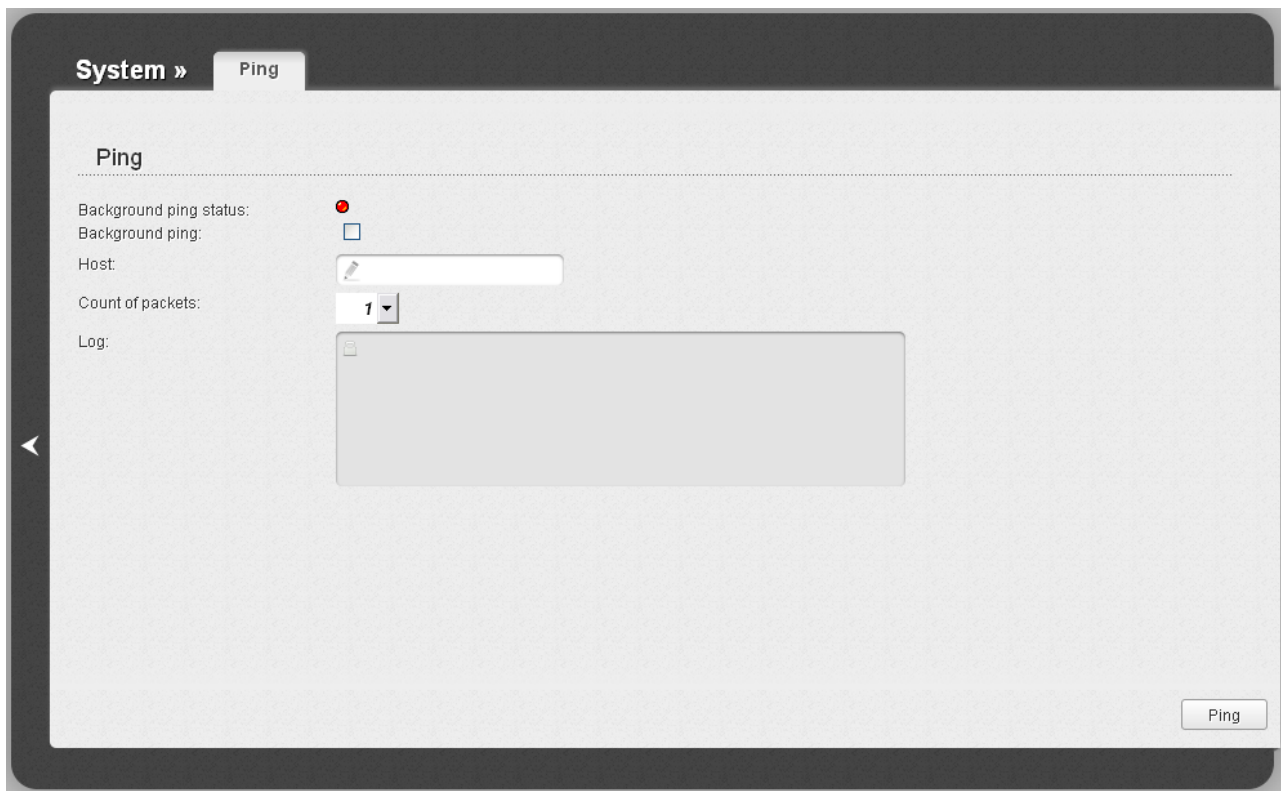 System »
Ping
Ping
Background ping status:
Background ping:
Host:
Count of packets: 1
Log:
Ping